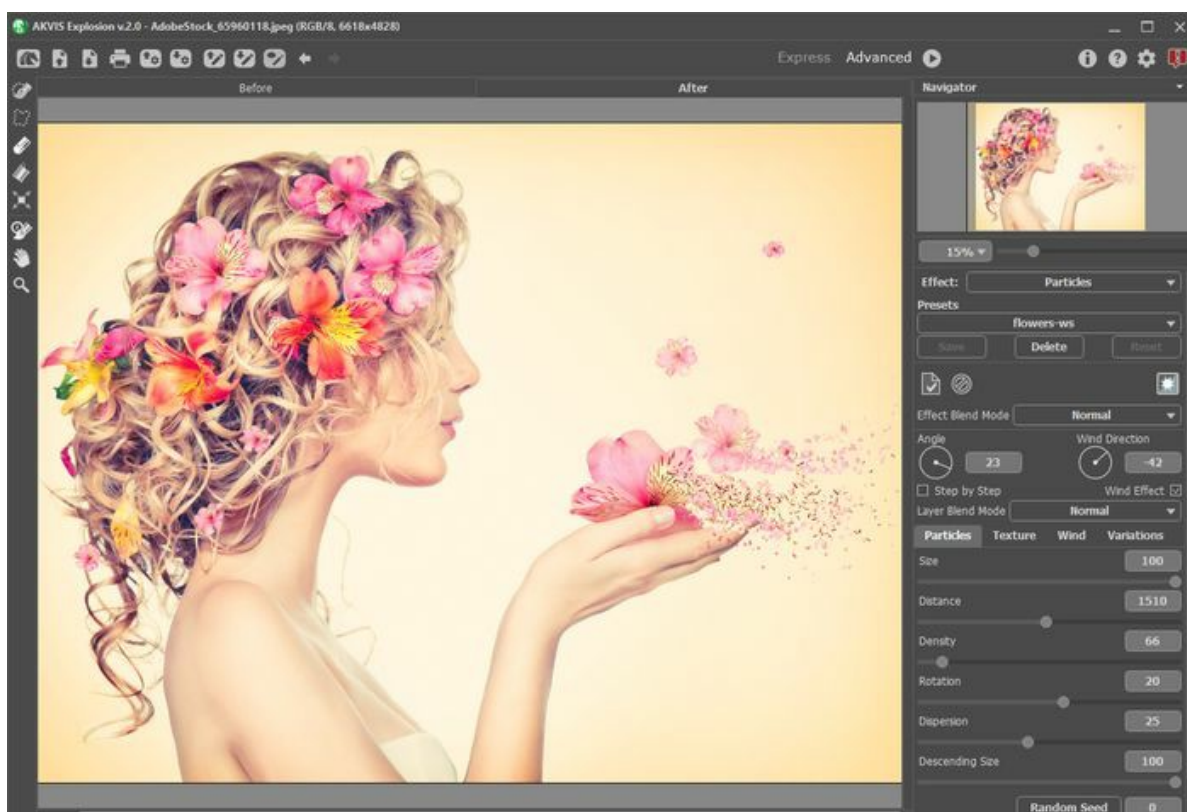 AKVIS Explosion v.2.0 - AdobeStock_65960118.jpeg (RGB/8, 6618x4828)
Express Advanced
Before After Navigator
15%
Effect: Particles
Presets
flowers-ws
Save Delete Reset
Effect Blend Mode Normal
Angle Wind Direction
23 -42
Step by Step Wind Effect
Layer Blend Mode Normal
Particles Texture Wind Variations
Size 100
Distance 1510
Density 66
Rotation 20
Dispersion 25
Descending Size 100
Random Seed 0